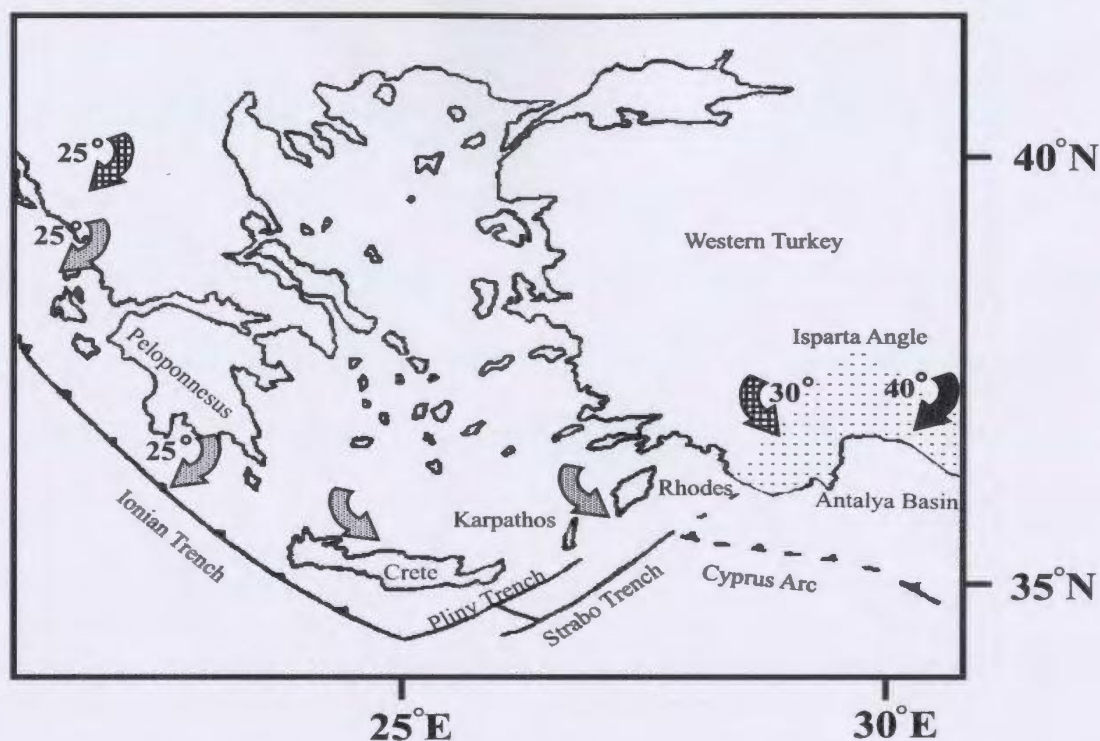 25°
40°N
25°
Western Turkey
Isparta Angle
30°
40°
Peloponnesus
25°
Rhodes
Antalya Basin
Ionian Trench
Karpathos
Crete
Pliny Trench
Strabo Trench
Cyprus Arc
35°N
25°E
30°E